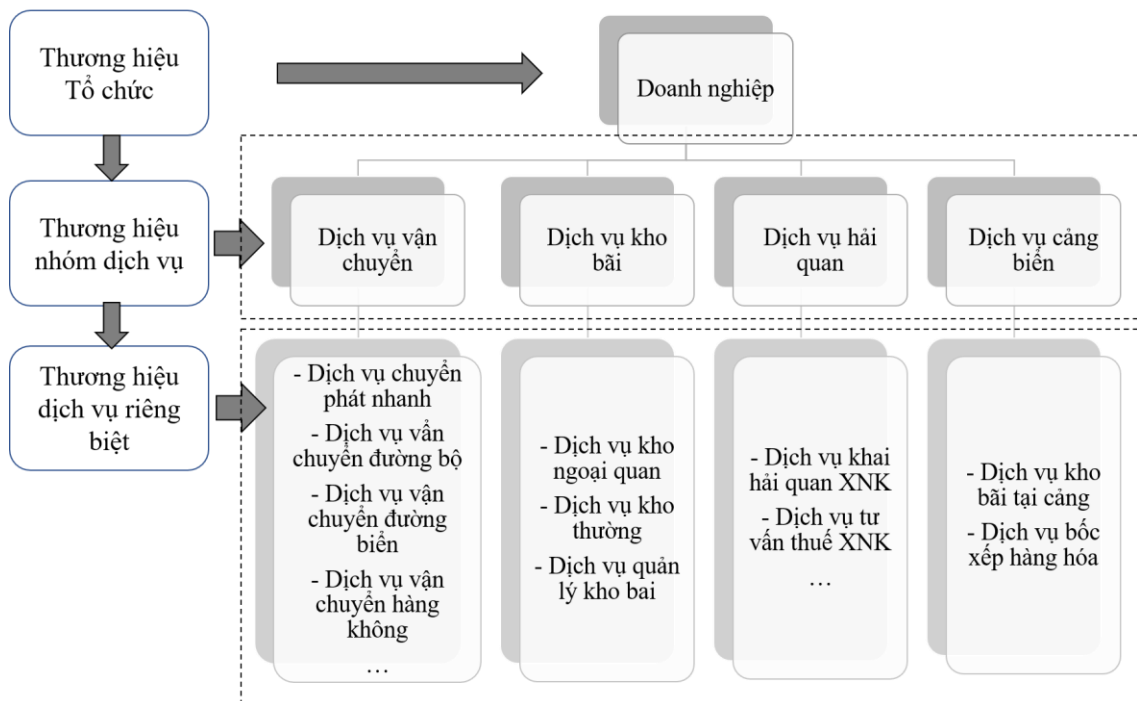 Thương hiệu
Tổ chức
Doanh nghiệp
Thương hiệu
nhóm dịch vụ
Dịch vụ vận
chuyển
Dịch vụ kho
bãi
Dịch vụ hải
quan
Dịch vụ cảng
biển
Thương hiệu
dịch vụ riêng
biệt
- Dịch vụ chuyển
phát nhanh
- Dịch vụ vẩn
chuyển đường bộ
- Dịch vụ vận
chuyển đường
biển
- Dịch vụ vận
chuyển hàng
không
…
- Dịch vụ kho
ngoại quan
- Dịch vụ kho
thường
- Dịch vụ quản
lý kho bai
- Dịch vụ khai
hải quan XNK
- Dịch vụ tư
vấn thuế XNK
…
- Dịch vụ kho
bãi tại cảng
- Dịch vụ bốc
xếp hàng hóa